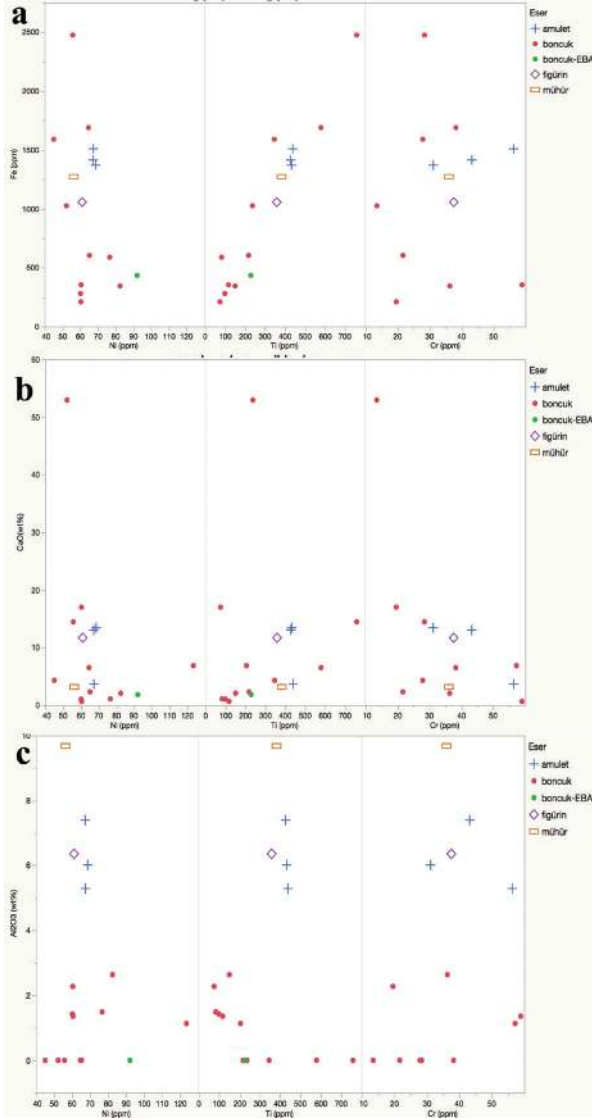 a
Fe (ppm)
2500
2000
1500
1000
500
0
40 50 60 70 80 90 100 110 120
0 100 200 300 400 500 600 700
10 20 30 40 50
Ni (ppm)
Ti (ppm)
Cr (ppm)
Eser
amulet
boncuk
boncuk-EBA
figürin
mühür
b
CaO(wt%)
60
50
40
30
20
10
0
40 50 60 70 80 90 100 110 120
0 100 200 300 400 500 600 700
10 20 30 40 50
Ni (ppm)
Ti (ppm)
Cr (ppm)
Eser
amulet
boncuk
boncuk-EBA
figürin
mühür
c
Al2O3 (wt%)
10
8
6
4
2
0
40 50 60 70 80 90 100 110 120
0 100 200 300 400 500 600 700
10 20 30 40 50
Ni (ppm)
Ti (ppm)
Cr (ppm)
Eser
amulet
boncuk
boncuk-EBA
figürin
mühür